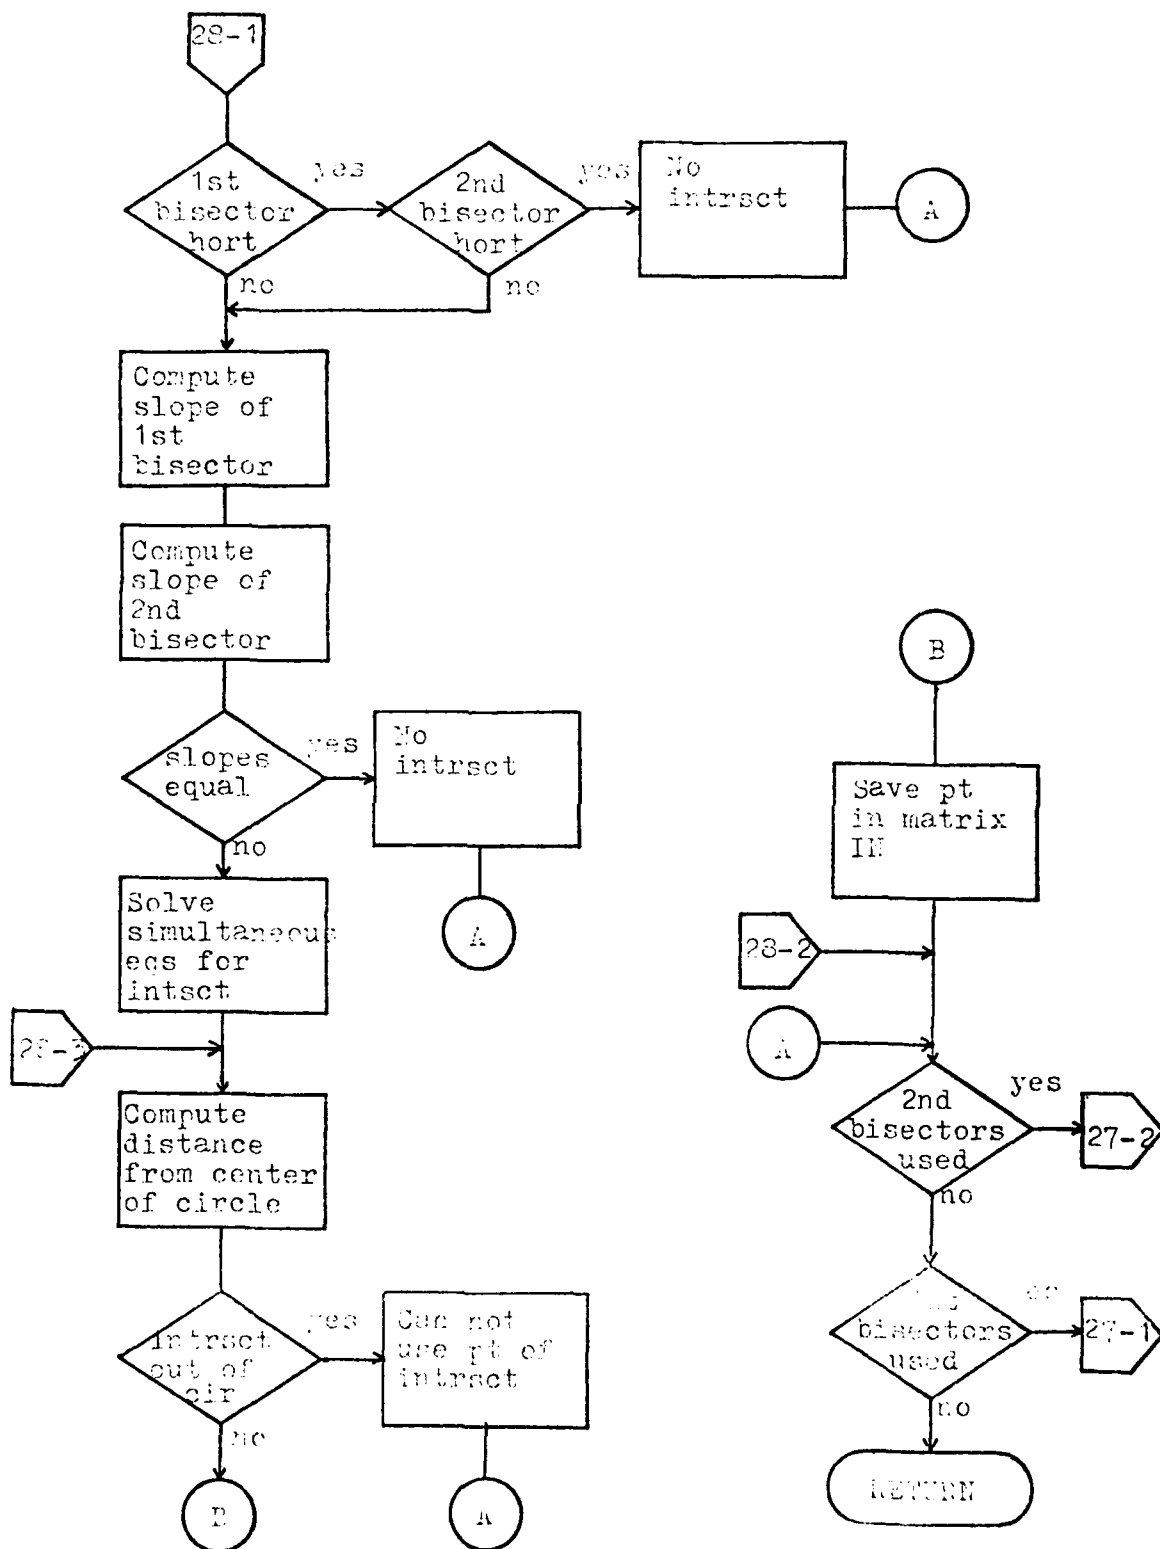 28-1
1st
bisector
hort
yes
2nd
bisector
hort
yes
No
intrsct
A
no
no
Compute
slope of
1st
bisector
Compute
slope of
2nd
bisector
slopes
equal
yes
No
intrsct
A
no
Solve
simultaneous
eqs for
intsct
28-3
Compute
distance
from center
of circle
Intrsct
out of
cir
yes
Can not
use pt of
intrsct
A
no
B
B
Save pt
in matrix
IN
28-2
A
2nd
bisectors
used
yes
27-2
no
bisectors
used
27-1
no
RETURN